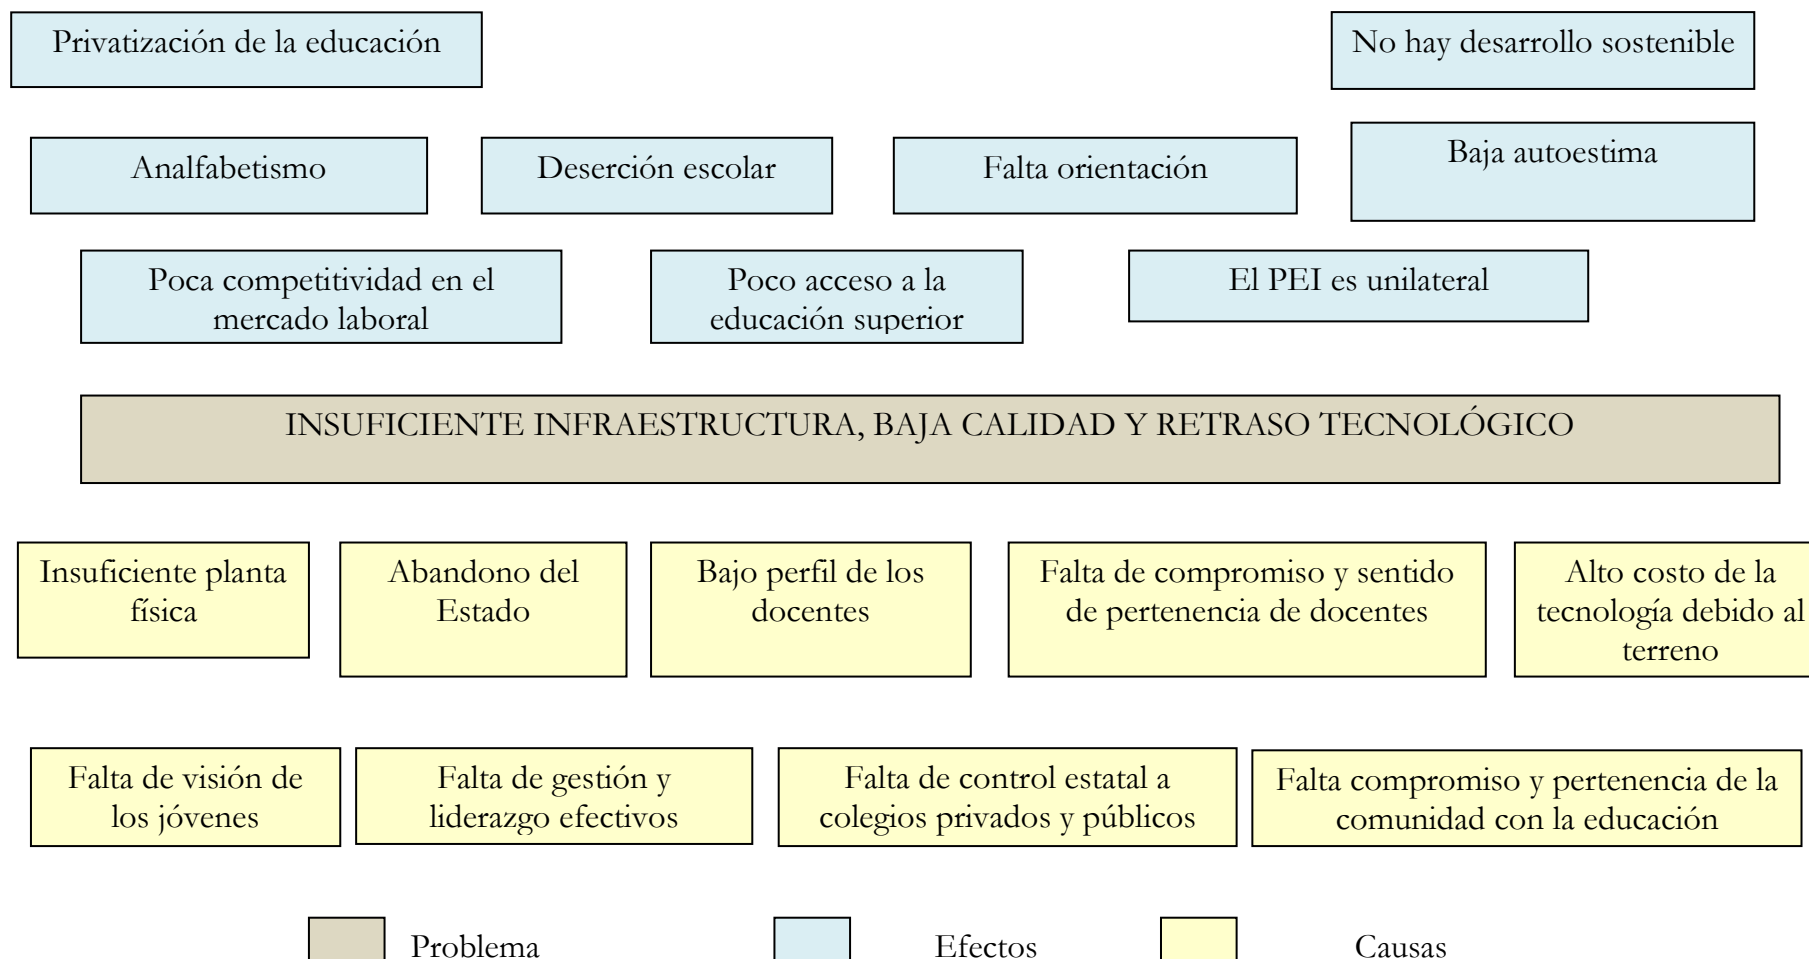 Privatización de la educación
No hay desarrollo sostenible
Analfabetismo
Deserción escolar
Falta orientación
Baja autoestima
Poca competitividad en el
mercado laboral
Poco acceso a la
educación superior
El PEI es unilateral
INSUFICIENTE INFRAESTRUCTURA, BAJA CALIDAD Y RETRASO TECNOLÓGICO
Insuficiente planta
física
Abandono del
Estado
Bajo perfil de los
docentes
Falta de compromiso y sentido
de pertenencia de docentes
Alto costo de la
tecnología debido al
terreno
Falta de visión de
los jóvenes
Falta de gestión y
liderazgo efectivos
Falta de control estatal a
colegios privados y públicos
Falta compromiso y pertenencia de la
comunidad con la educación
Problema
Efectos
Causas